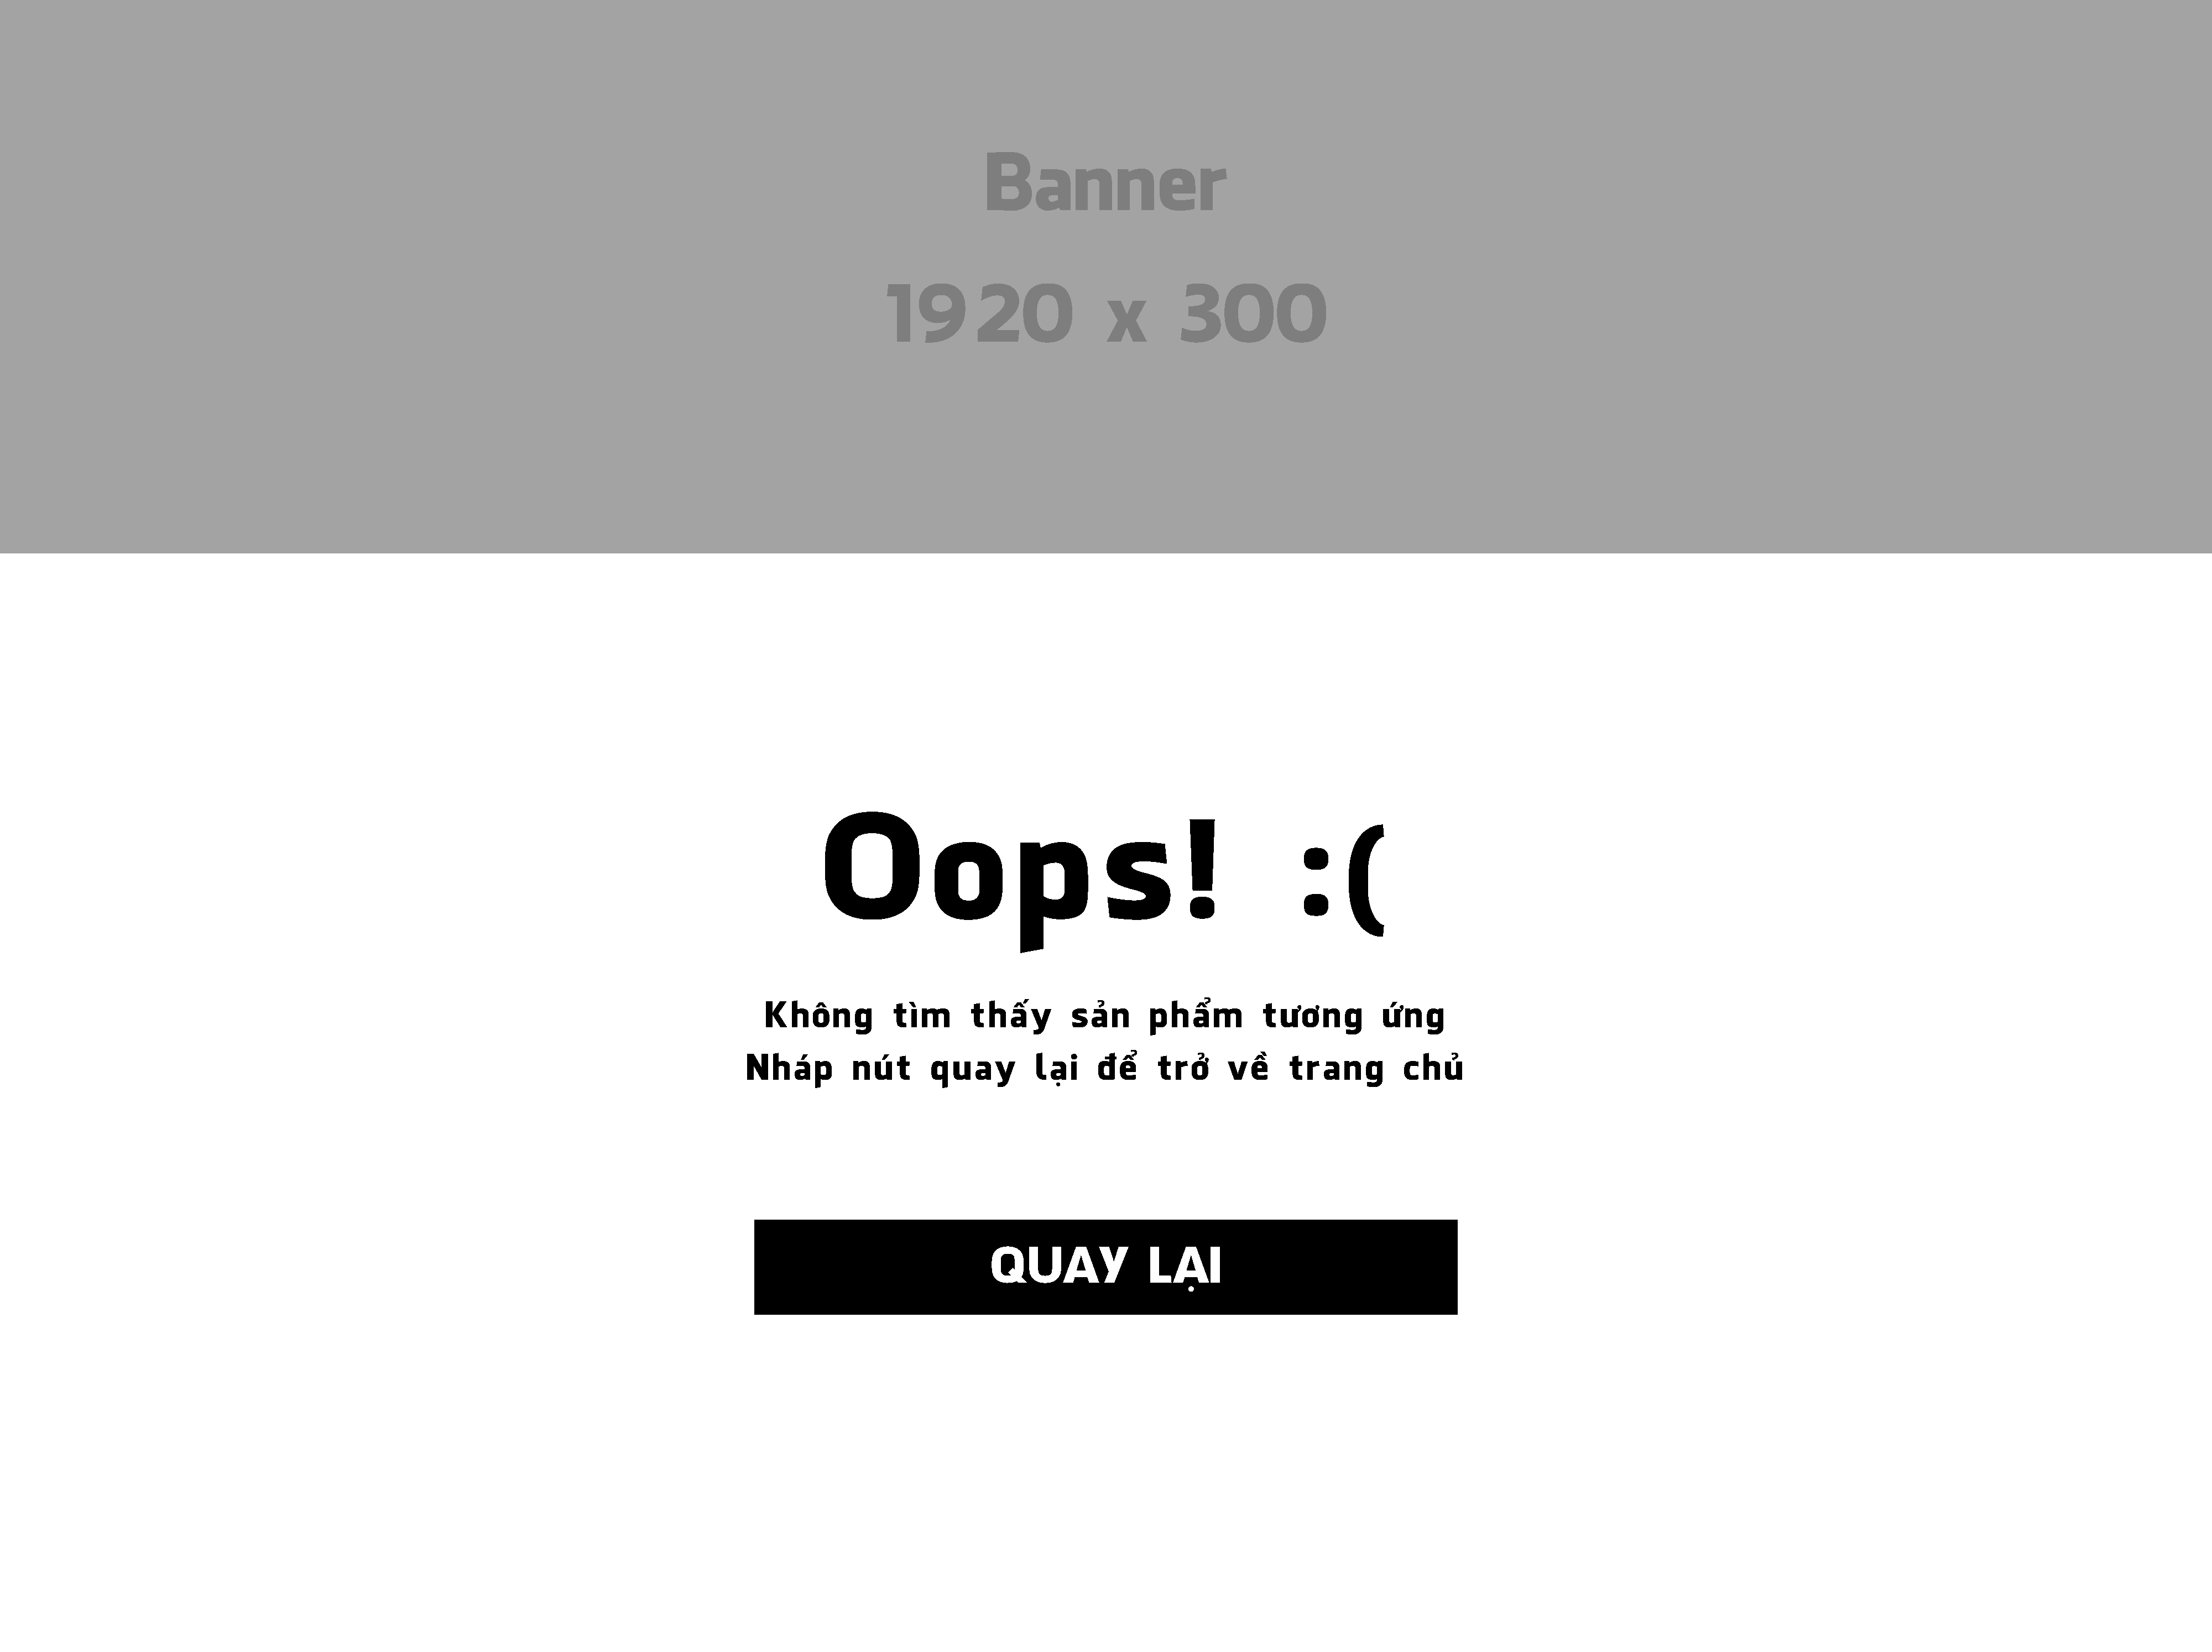 Banner
1920 x 300
Oops! :(
Không tìm thấy sản phẩm tương ứng
Nháp nút quay lại để trở về trang chủ
QUAY LẠI